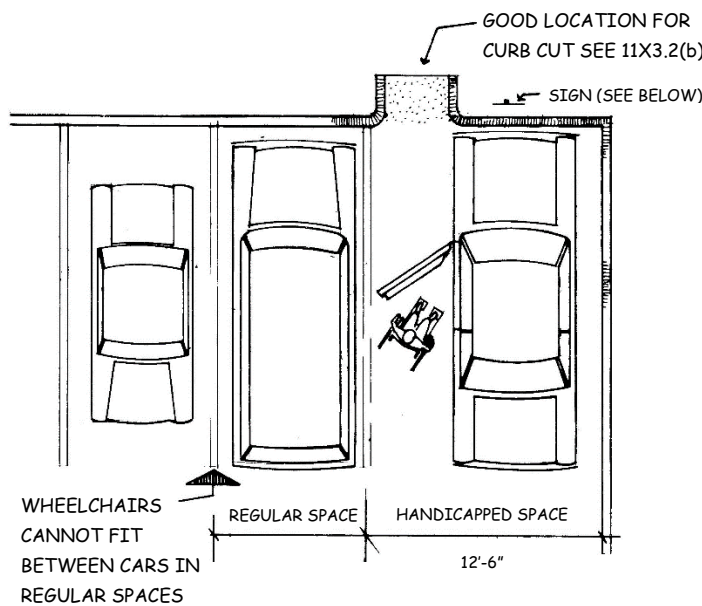 GOOD LOCATION FOR
CURB CUT SEE 11X3.2(b)
SIGN (SEE BELOW)
WHEELCHAIRS
CANNOT FIT
BETWEEN CARS IN
REGULAR SPACES
REGULAR SPACE
HANDICAPPED SPACE
12'-6"